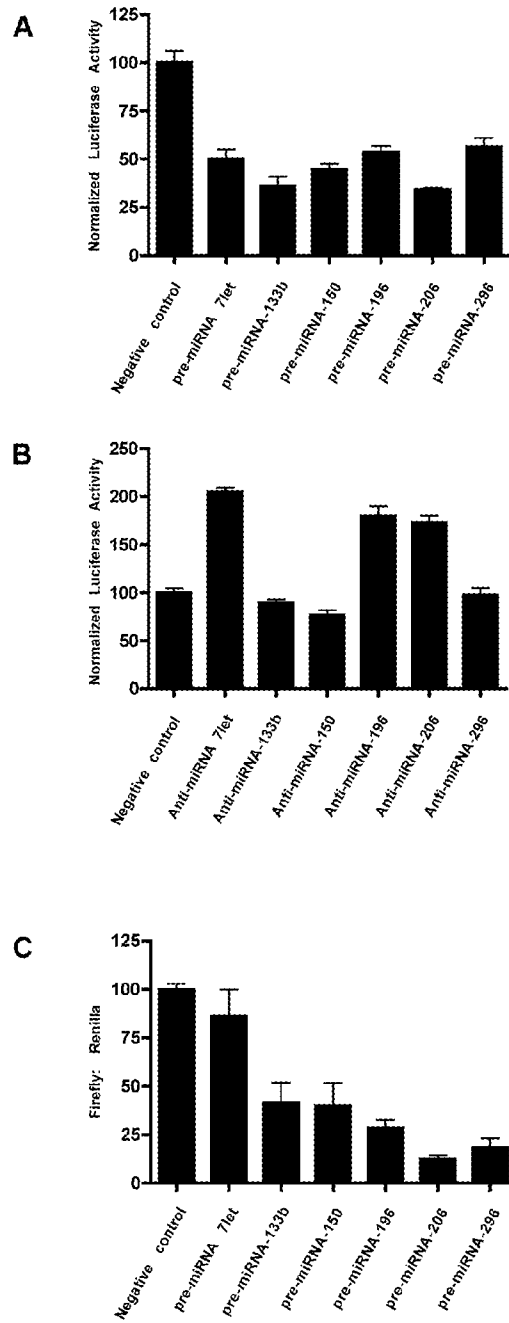 A
Normalized Luciferase Activity
125
100
75
50
25
0
Negative control
pre-miRNA 7let
pre-miRNA-133b
pre-miRNA-150
pre-miRNA-196
pre-miRNA-206
pre-miRNA-296
B
Normalized Luciferase Activity
250
200
150
100
50
0
Negative control
Anti-miRNA 7let
Anti-miRNA-133b
Anti-miRNA-150
Anti-miRNA-196
Anti-miRNA-206
Anti-miRNA-296
C
Firefly: Renilla
125
100
75
50
25
0
Negative control
pre-miRNA 7let
pre-miRNA-133b
pre-miRNA-150
pre-miRNA-196
pre-miRNA-206
pre-miRNA-296